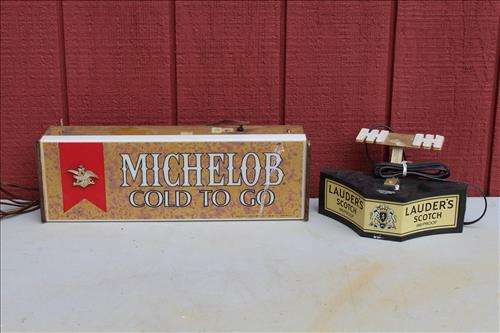 MICHELOB
COLD TO GO
LAUDER'S
SCOTCH
LAUDER'S
SCOTCH